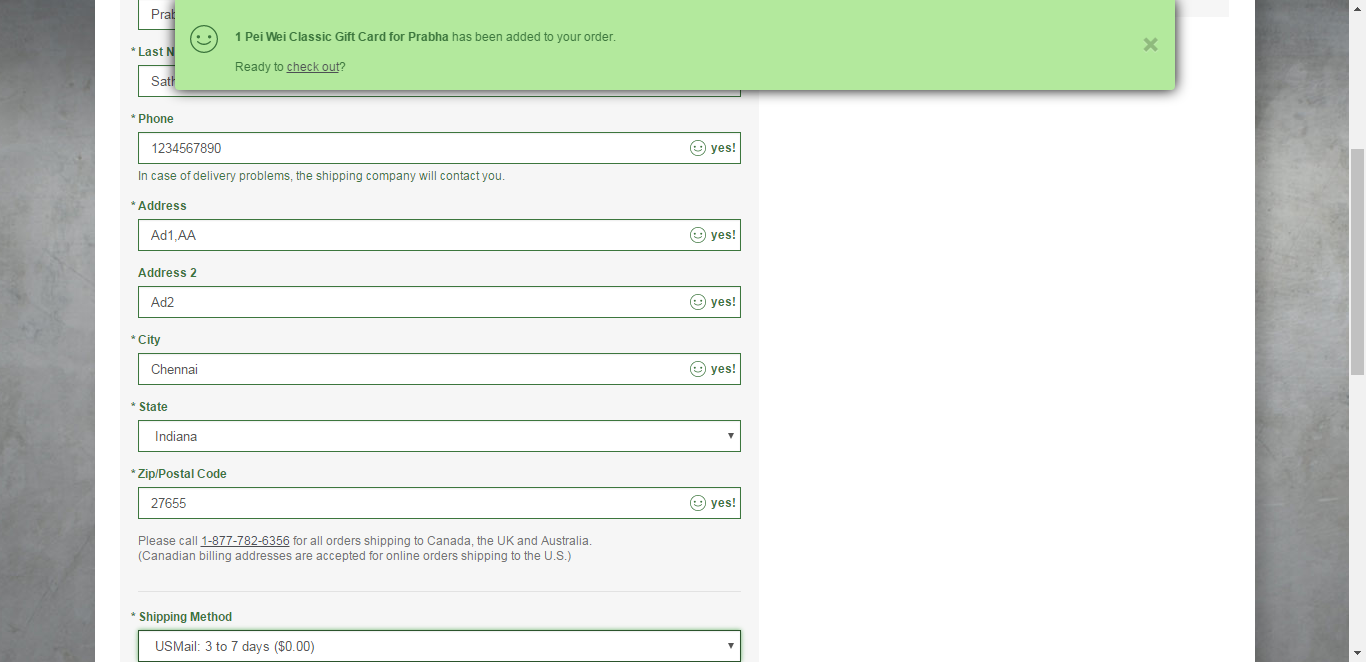 1 Pei Wei Classic Gift Card for Prabha has been added to your order.
Ready to check out?
* Last N
Sath
* Phone
1234567890
yes!
In case of delivery problems, the shipping company will contact you.
* Address
Ad1,AA
yes!
Address 2
Ad2
yes!
* City
Chennai
yes!
* State
Indiana
* Zip/Postal Code
27655
yes!
Please call 1-877-782-6356 for all orders shipping to Canada, the UK and Australia.
(Canadian billing addresses are accepted for online orders shipping to the U.S.)
* Shipping Method
USMail: 3 to 7 days ($0.00)